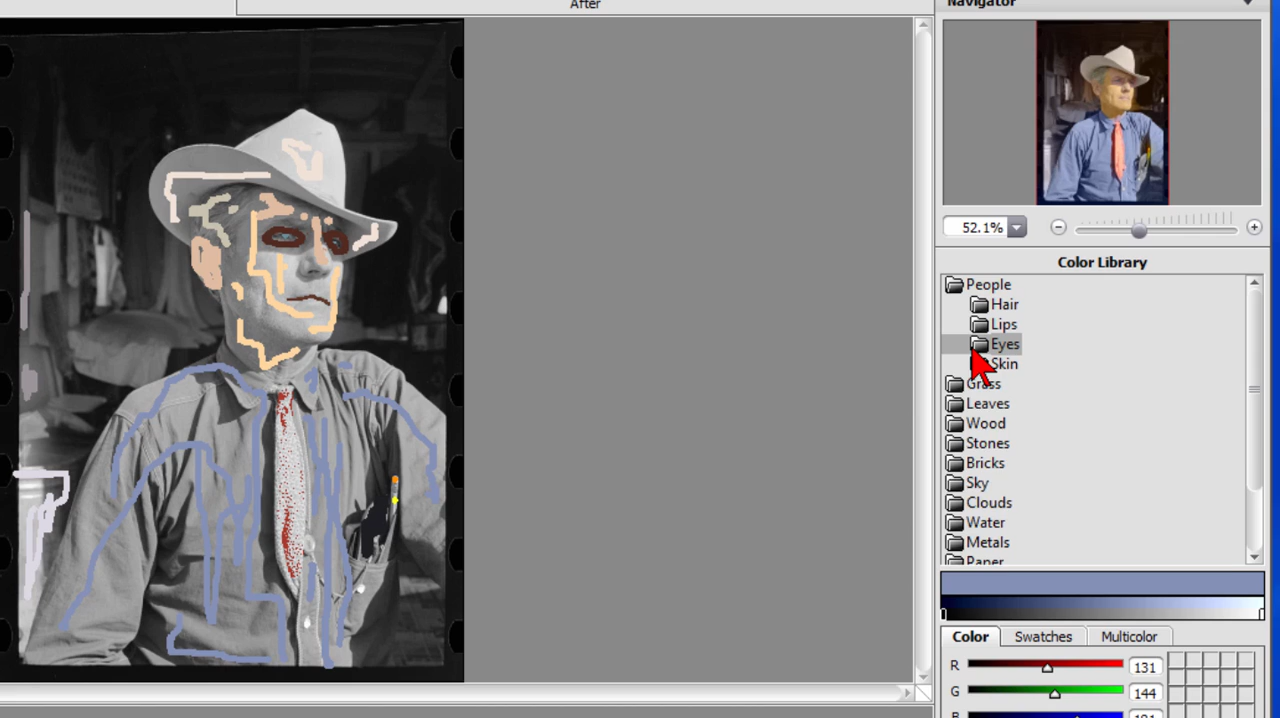 After
Navigator
52.1%
Color Library
People
Hair
Lips
Eyes
Skin
Grass
Leaves
Wood
Stones
Bricks
Sky
Clouds
Water
Metals
Paper
Color Swatches Multicolor
R 131
G 144
B